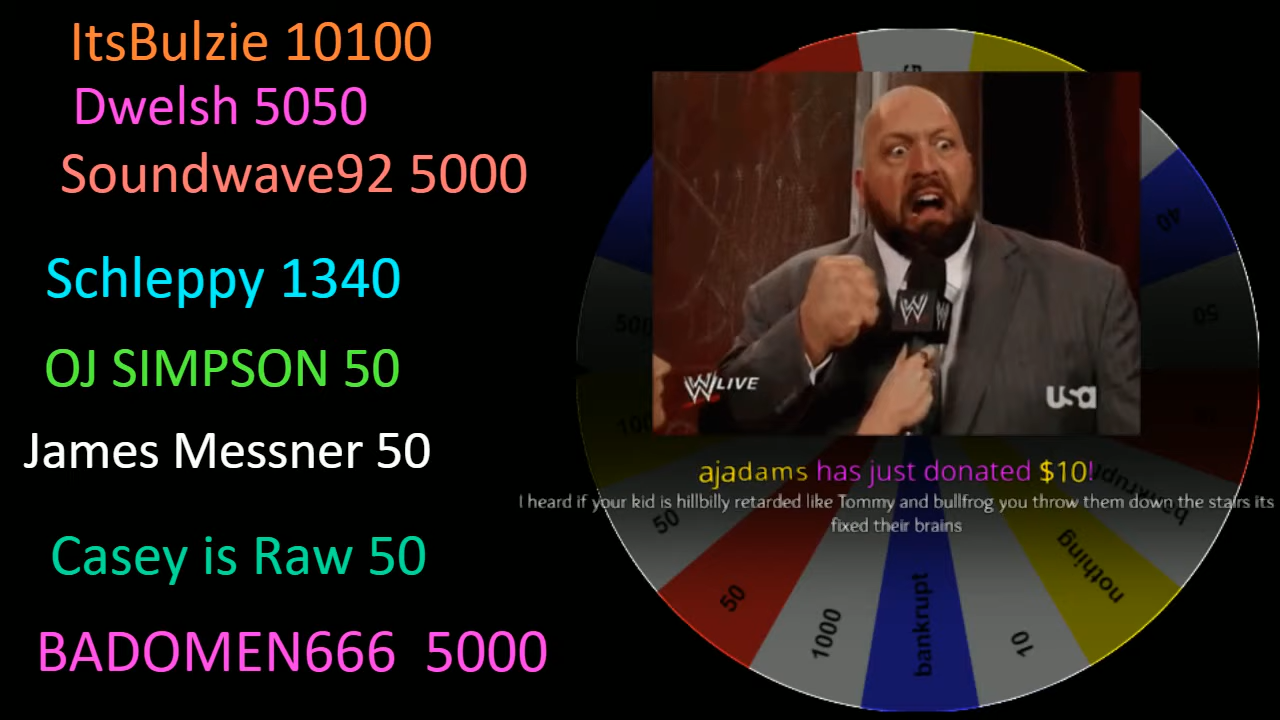 ItsBulzie 10100
Dwelsh 5050
Soundwave92 5000
Schleppy 1340
OJ SIMPSON 50
James Messner 50
Casey is Raw 50
BADOMEN666 5000
40
50
500
100
W LIVE
USA
ajadams has just donated $10!
I heard if your kid is hillbilly retarded like Tommy and bullfrog you throw them down the stairs its
fixed their brains
bankrupt
50
nothing
50
1000
bankrupt
10